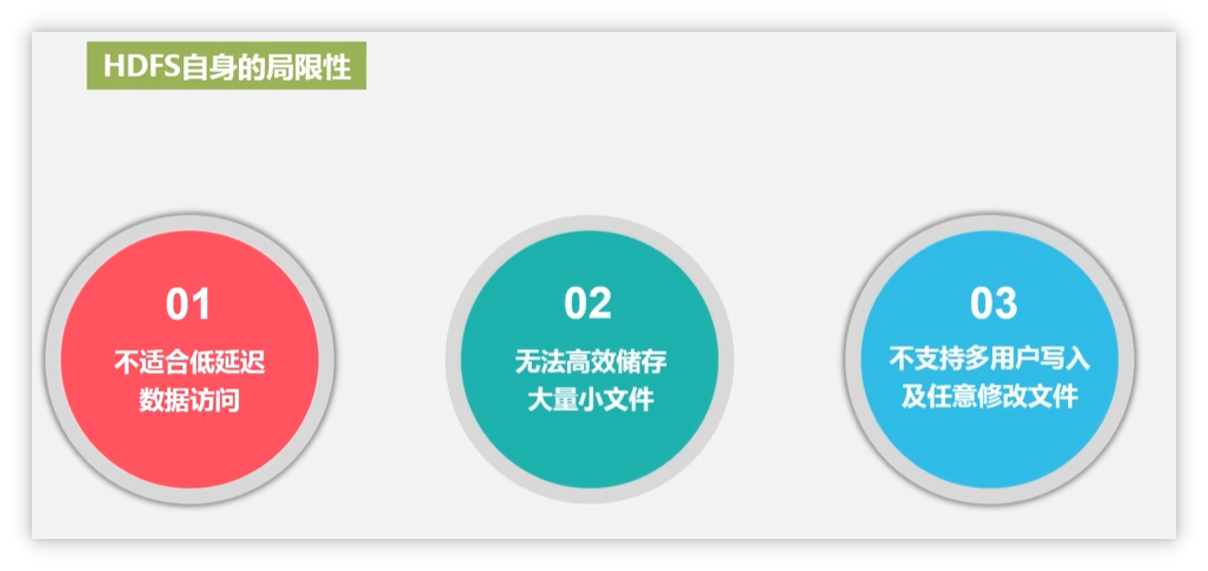 HDFS自身的局限性
01
不适合低延迟
数据访问
02
无法高效储存
大量小文件
03
不支持多用户写入
及任意修改文件